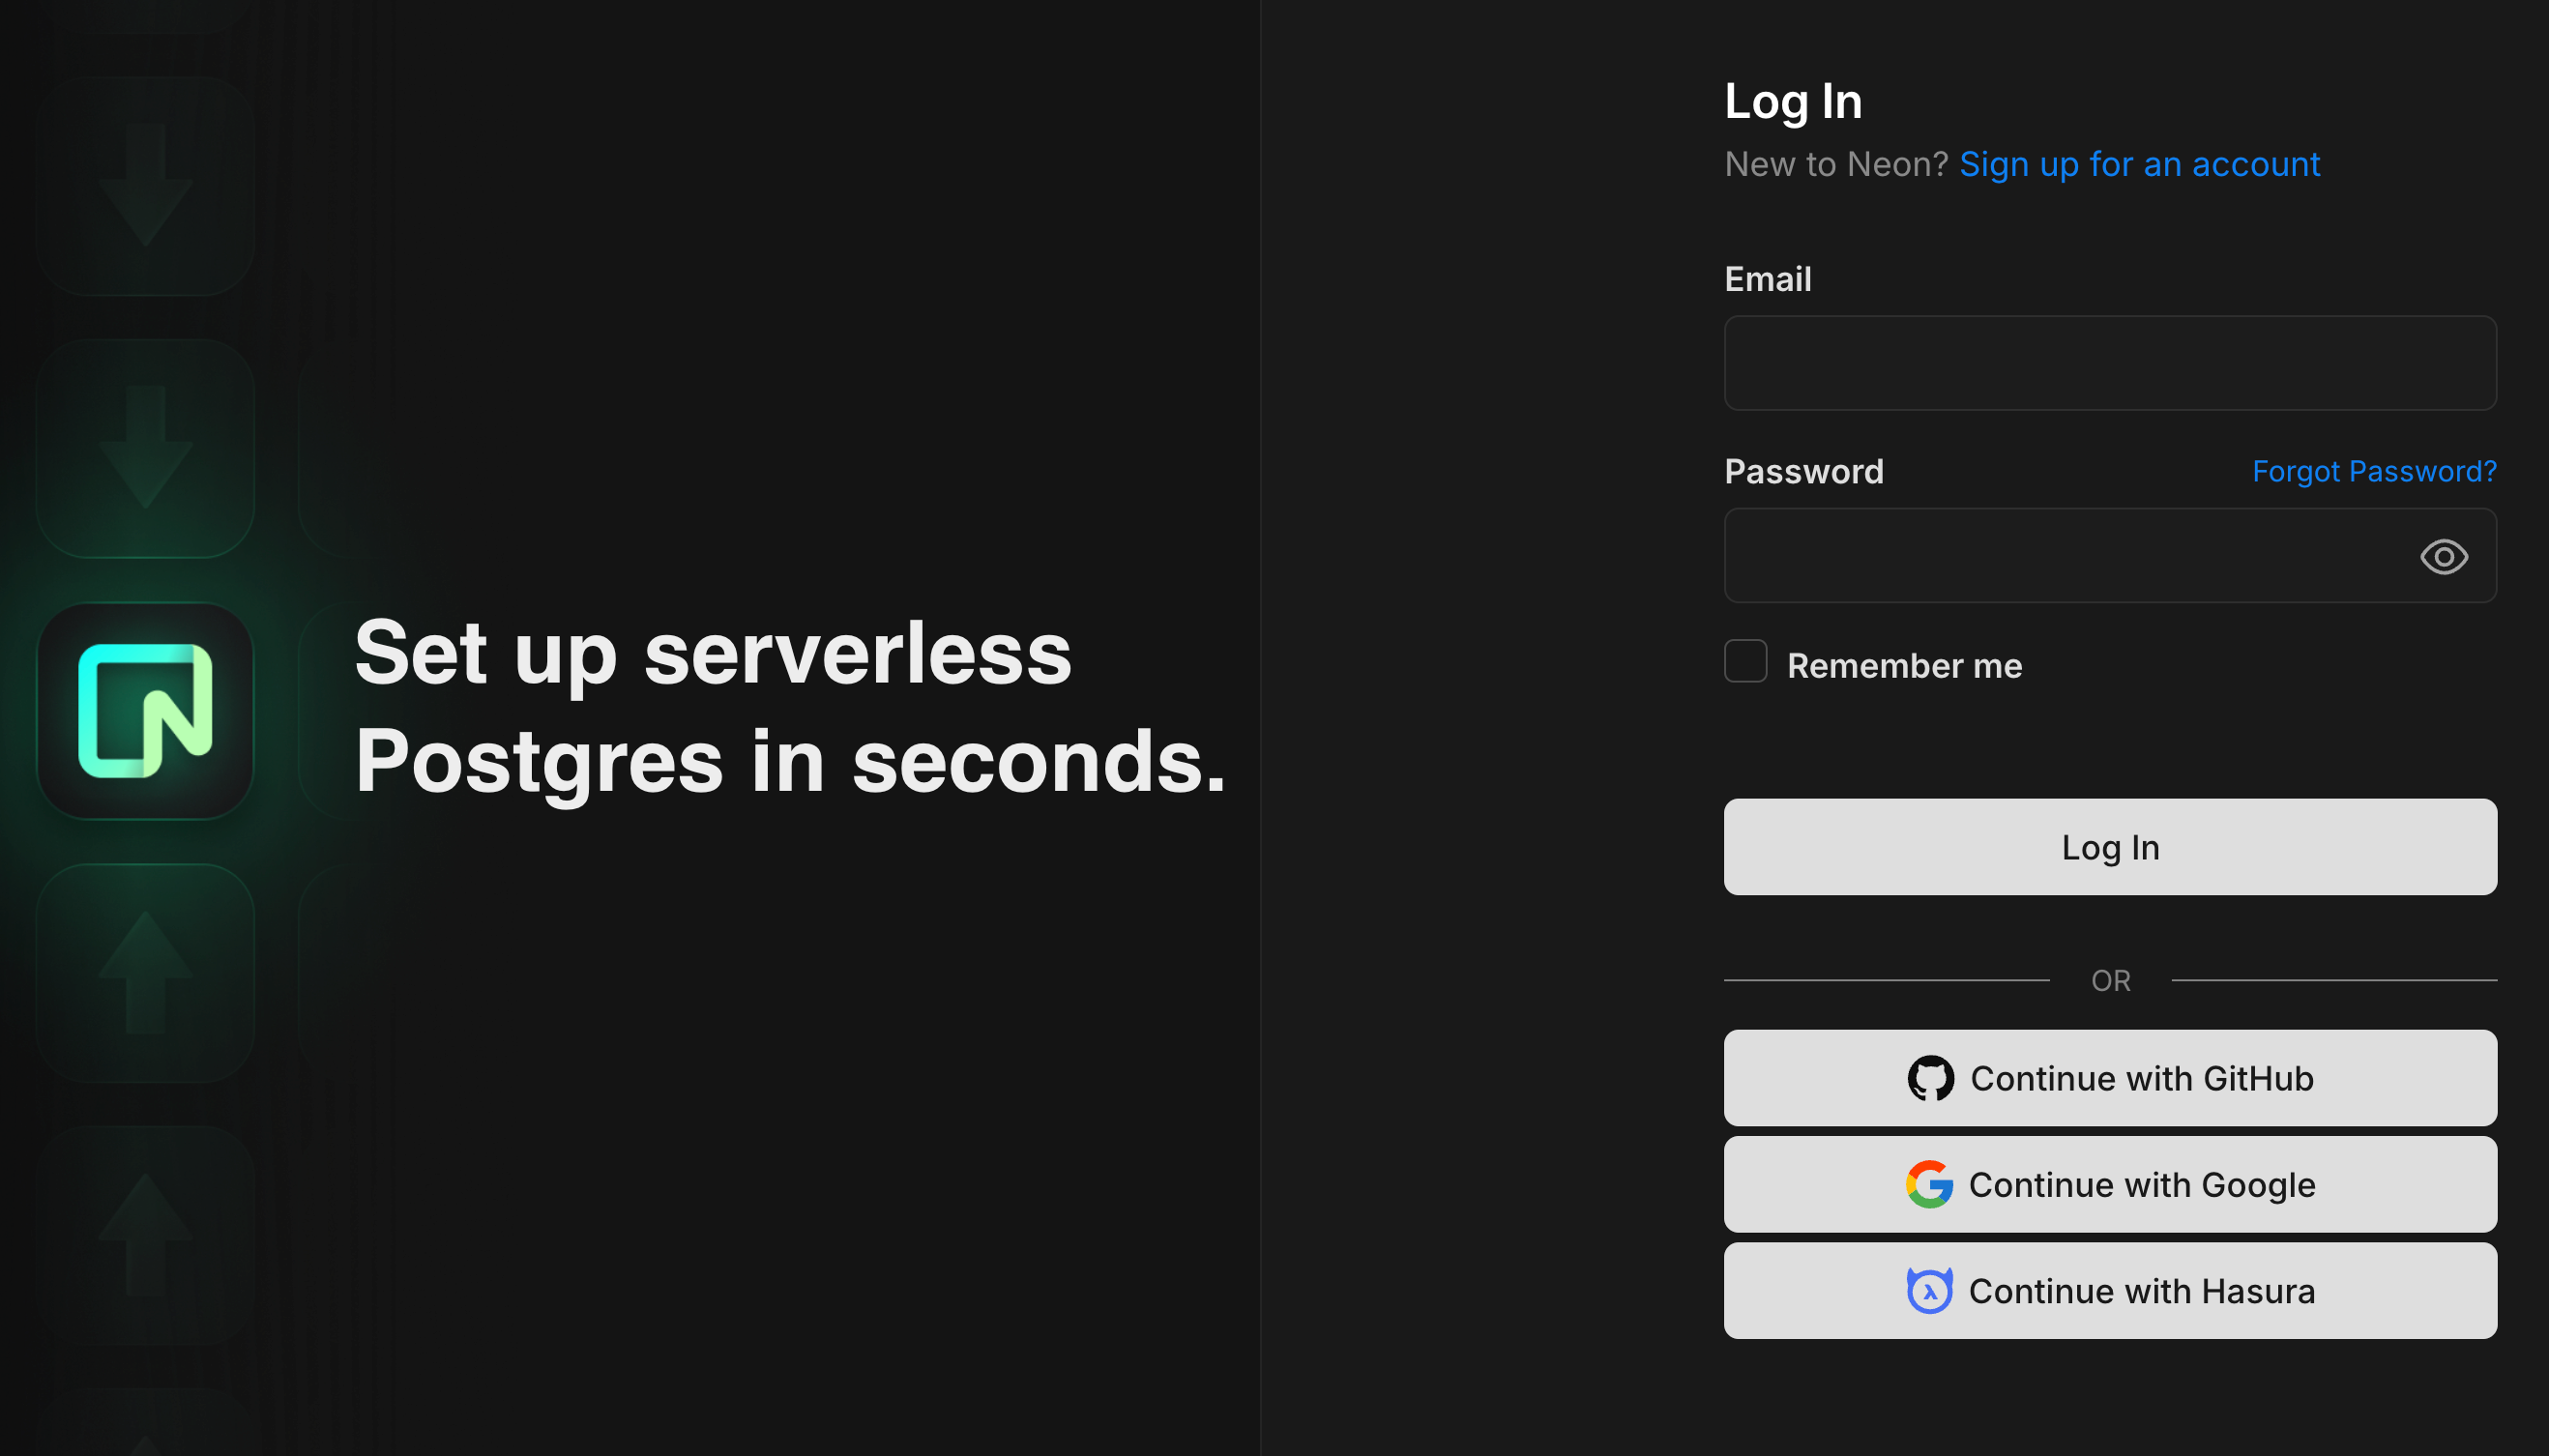 Set up serverless
Postgres in seconds.
Log In
New to Neon? Sign up for an account
Email
Password Forgot Password?
Remember me
Log In
OR
Continue with GitHub
Continue with Google
Continue with Hasura